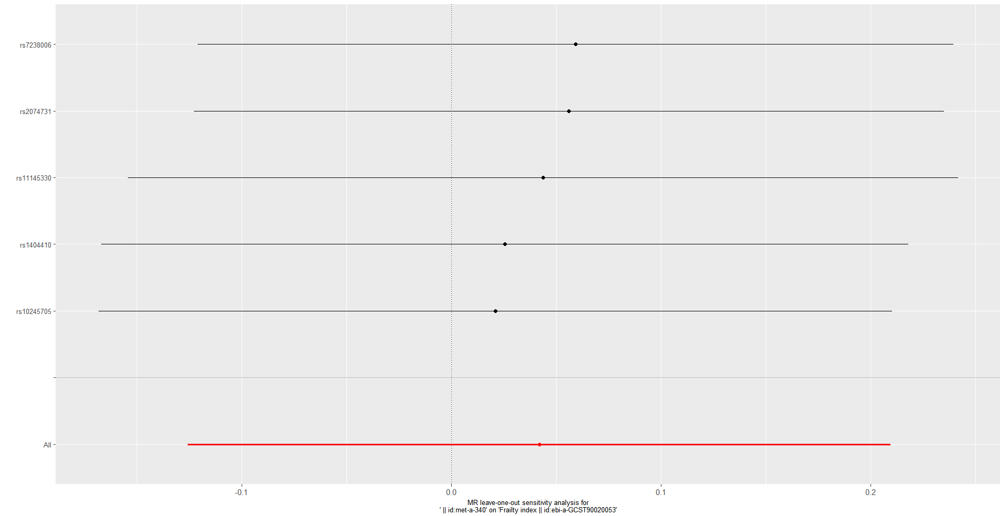 rs7238006
rs2074731
rs11145330
rs1404410
rs10245705
All
-0.1
0.0
0.1
0.2
MR leave-one-out sensitivity analysis for
' || id:met-a-340' on 'Frailty index || id:ebi-a-GCST90020053'